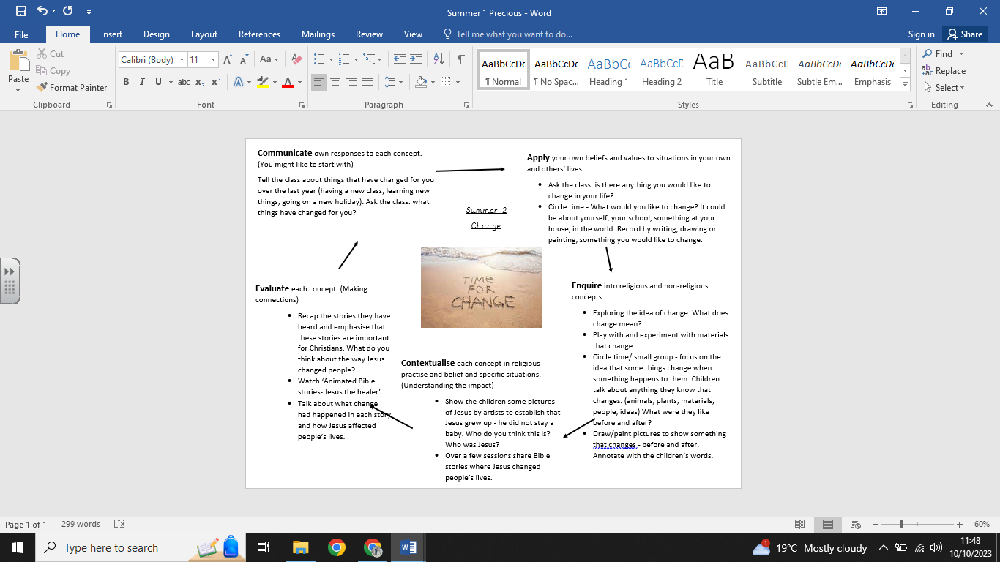 Summer 1 Precious - Word
File Home Insert Design Layout References Mailings Review View Tell me what you want to do... Sign in Share
Paste
Cut
Copy
Format Painter
Clipboard
Calibri (Body) 11
Font
Paragraph
AaBbCcDc AaBbCcDc AaBbCc AaBbCcD AaB AaBbCcD AaBbCcDc AaBbCcDc
¶ Normal ¶ No Spac... Heading 1 Heading 2 Title Subtitle Subtle Em... Emphasis
Styles
Find
Replace
Select
Editing
Communicate own responses to each concept.
(You might like to start with)
Tell the class about things that have changed for you
over the last year (having a new class, learning new
things, going on a new holiday). Ask the class: what
things have changed for you?
Summer 2
Change
TIME
FOR
CHANGE
Apply your own beliefs and values to situations in your own
and others’ lives.
• Ask the class: is there anything you would like to
change in your life?
• Circle time - What would you like to change? It could
be about yourself, your school, something at your
house, in the world. Record by writing, drawing or
painting, something you would like to change.
Enquire into religious and non-religious
concepts.
• Exploring the idea of change. What does
change mean?
• Play with and experiment with materials
that change.
• Circle time/ small group - focus on the
idea that some things change when
something happens to them. Children
talk about anything they know that
changes. (animals, plants, materials,
people, ideas) What were they like
before and after?
• Draw/paint pictures to show something
that changes - before and after.
Annotate with the children’s words.
Contextualise each concept in religious
practise and belief and specific situations.
(Understanding the impact)
• Show the children some pictures
of Jesus by artists to establish that
Jesus grew up - he did not stay a
baby. Who do you think this is?
Who was Jesus?
• Over a few sessions share Bible
stories where Jesus changed
people’s lives.
Evaluate each concept. (Making
connections)
• Recap the stories they have
heard and emphasise that
these stories are important
for Christians. What do you
think about the way Jesus
changed people?
• Watch ‘Animated Bible
stories- Jesus the healer’.
• Talk about what change
had happened in each story
and how Jesus affected
people’s lives.
Page 1 of 1 299 words 60%
Type here to search
1
19°C Mostly cloudy
11:48
10/10/2023